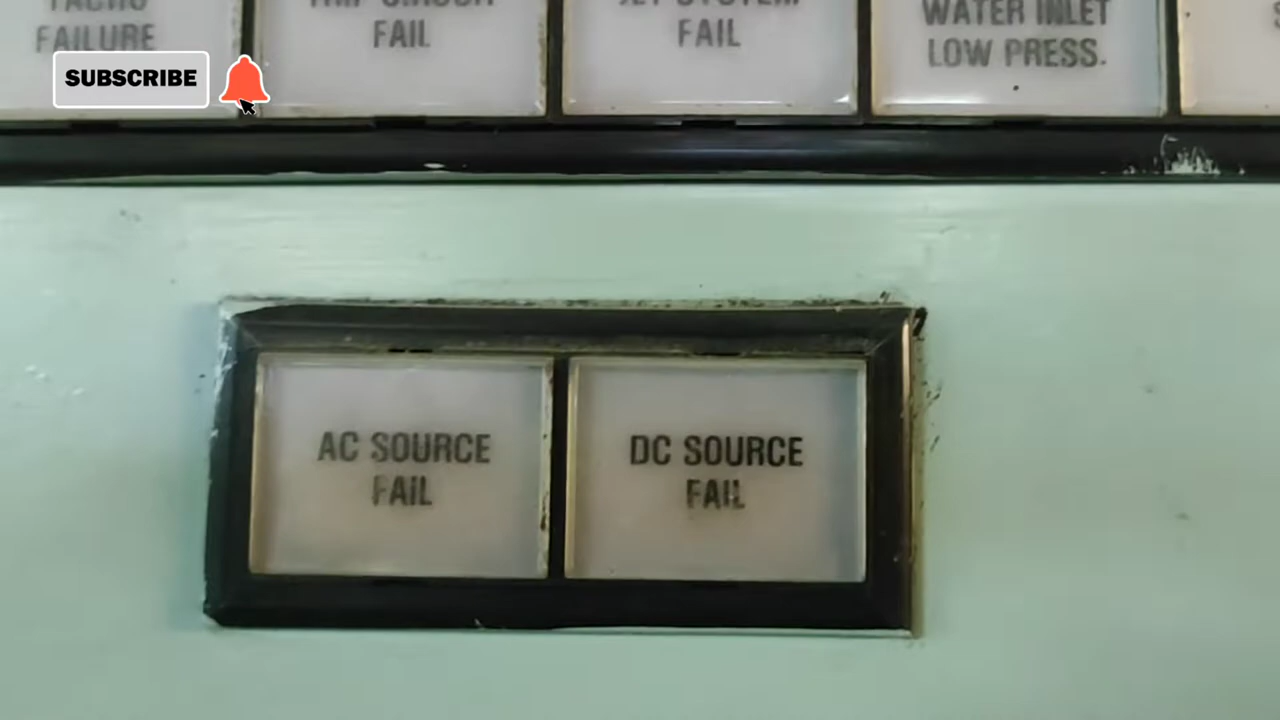 FAILURE
FAIL
FAIL
WATER INLET
LOW PRESS.
SUBSCRIBE
AC SOURCE
FAIL
DC SOURCE
FAIL